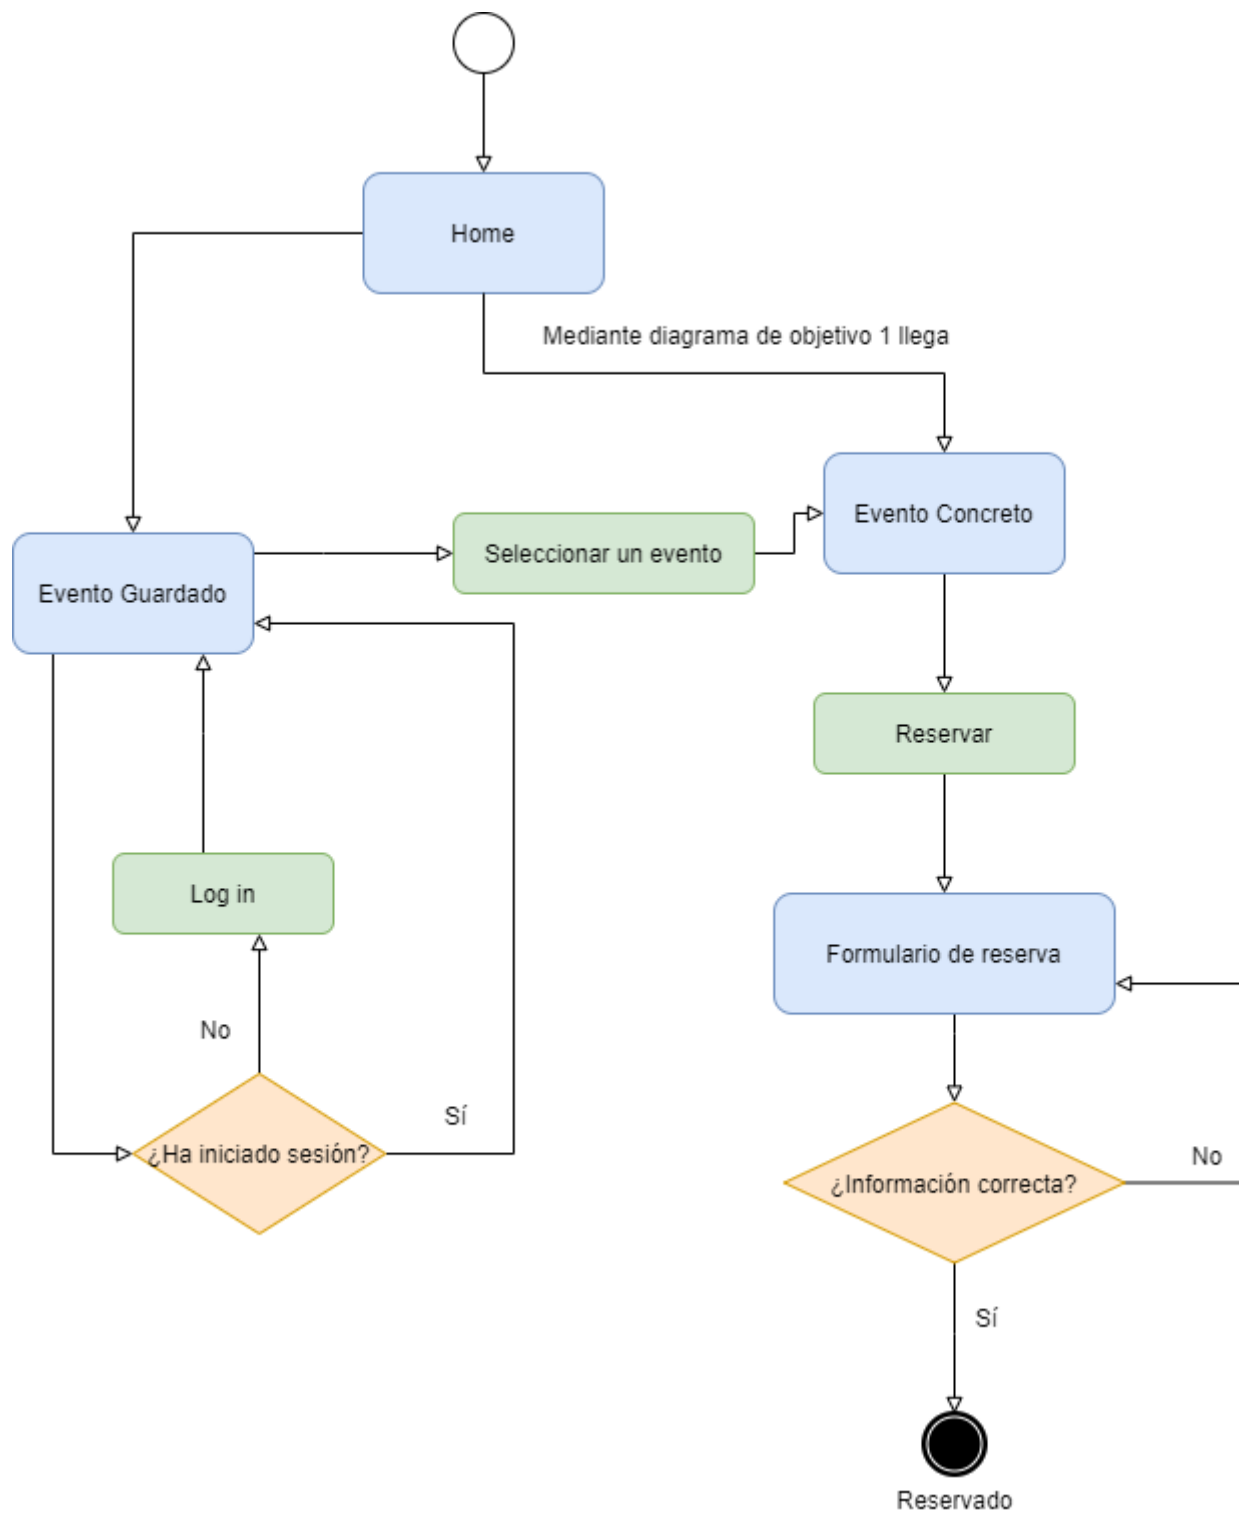 Home
Mediante diagrama de objetivo 1 llega
Evento Concreto
Seleccionar un evento
Evento Guardado
Reservar
Log in
Formulario de reserva
No
Sí
¿Ha iniciado sesión?
No
¿Información correcta?
Sí
Reservado